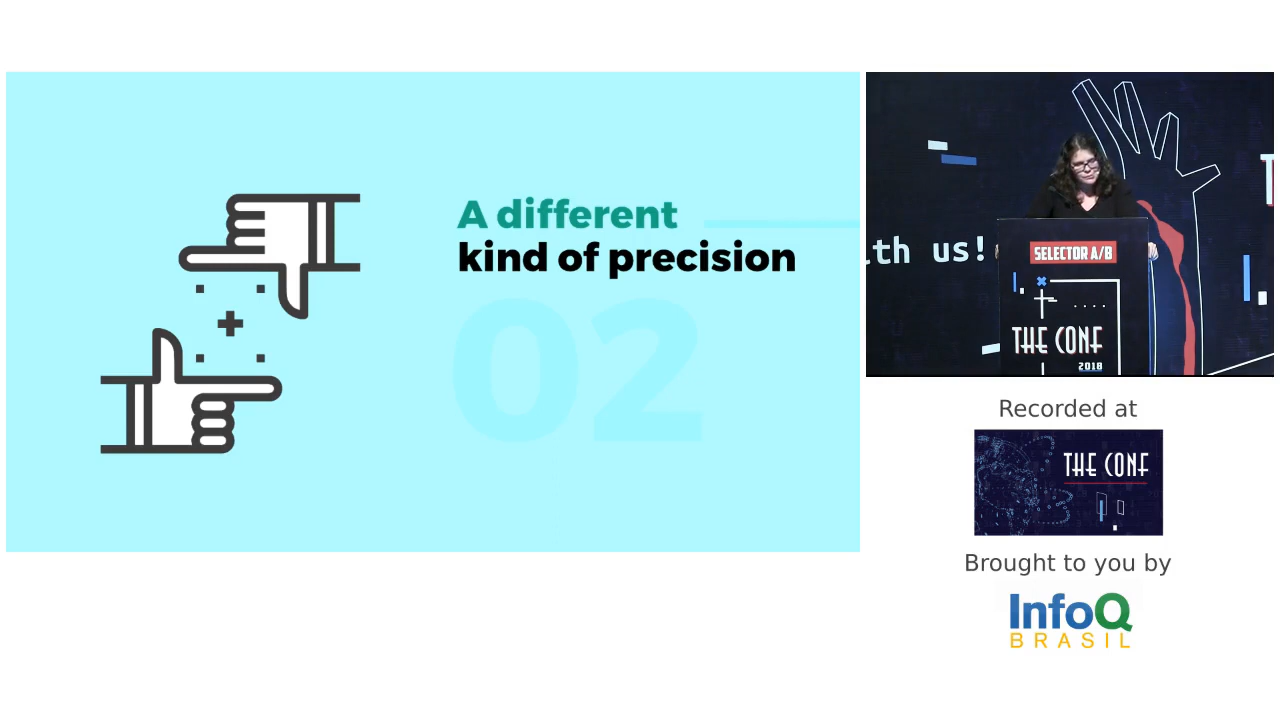 A different
kind of precision
02
th us!
T
SELECTOR A/B
THE CONF
2018
Recorded at
THE CONF
Brought to you by
InfoQ
BRASIL